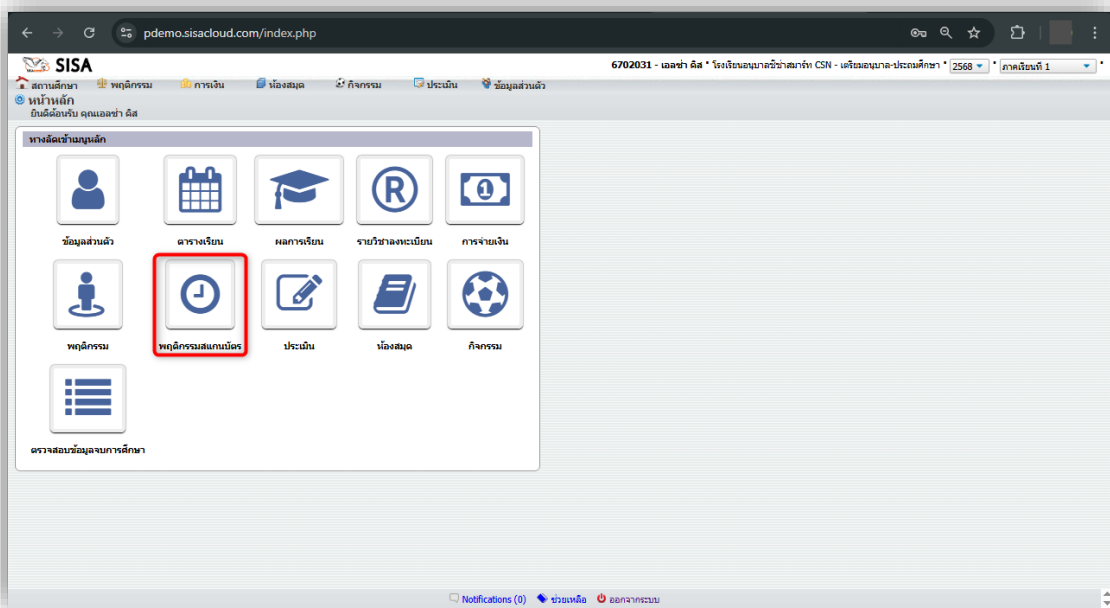 pdemo.sisacloud.com/index.php
SISA
6702031 - เอลซ่า ดิส * โรงเรียนอนุบาลชีช่าสมาร์ท CSN - เตรียมอนุบาล-ประถมศึกษา * 2568 * ภาคเรียนที่ 1 *
สถานศึกษา พฤติกรรม การเงิน ห้องสมุด กิจกรรม ประเมิน ข้อมูลส่วนตัว
หน้าหลัก
ยินดีต้อนรับ คุณเอลซ่า ดิส
ทางลัดเข้าเมนูหลัก
ข้อมูลส่วนตัว ตารางเรียน ผลการเรียน รายวิชาลงทะเบียน การจ่ายเงิน
พฤติกรรม พฤติกรรมสแกนบัตร ประเมิน ห้องสมุด กิจกรรม
ตรวจสอบข้อมูลจบการศึกษา
Notifications (0) ช่วยเหลือ ออกจากระบบ